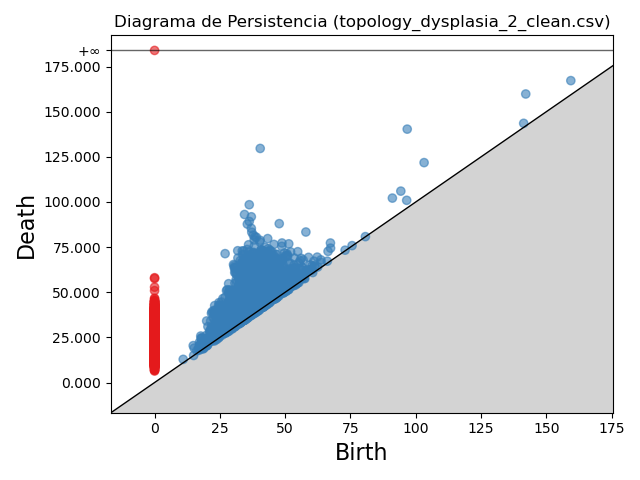 Diagrama de Persistencia (topology_dysplasia_2_clean.csv)
+∞
175.000
150.000
125.000
100.000
75.000
50.000
25.000
0.000
Death
0 25 50 75 100 125 150 175
Birth